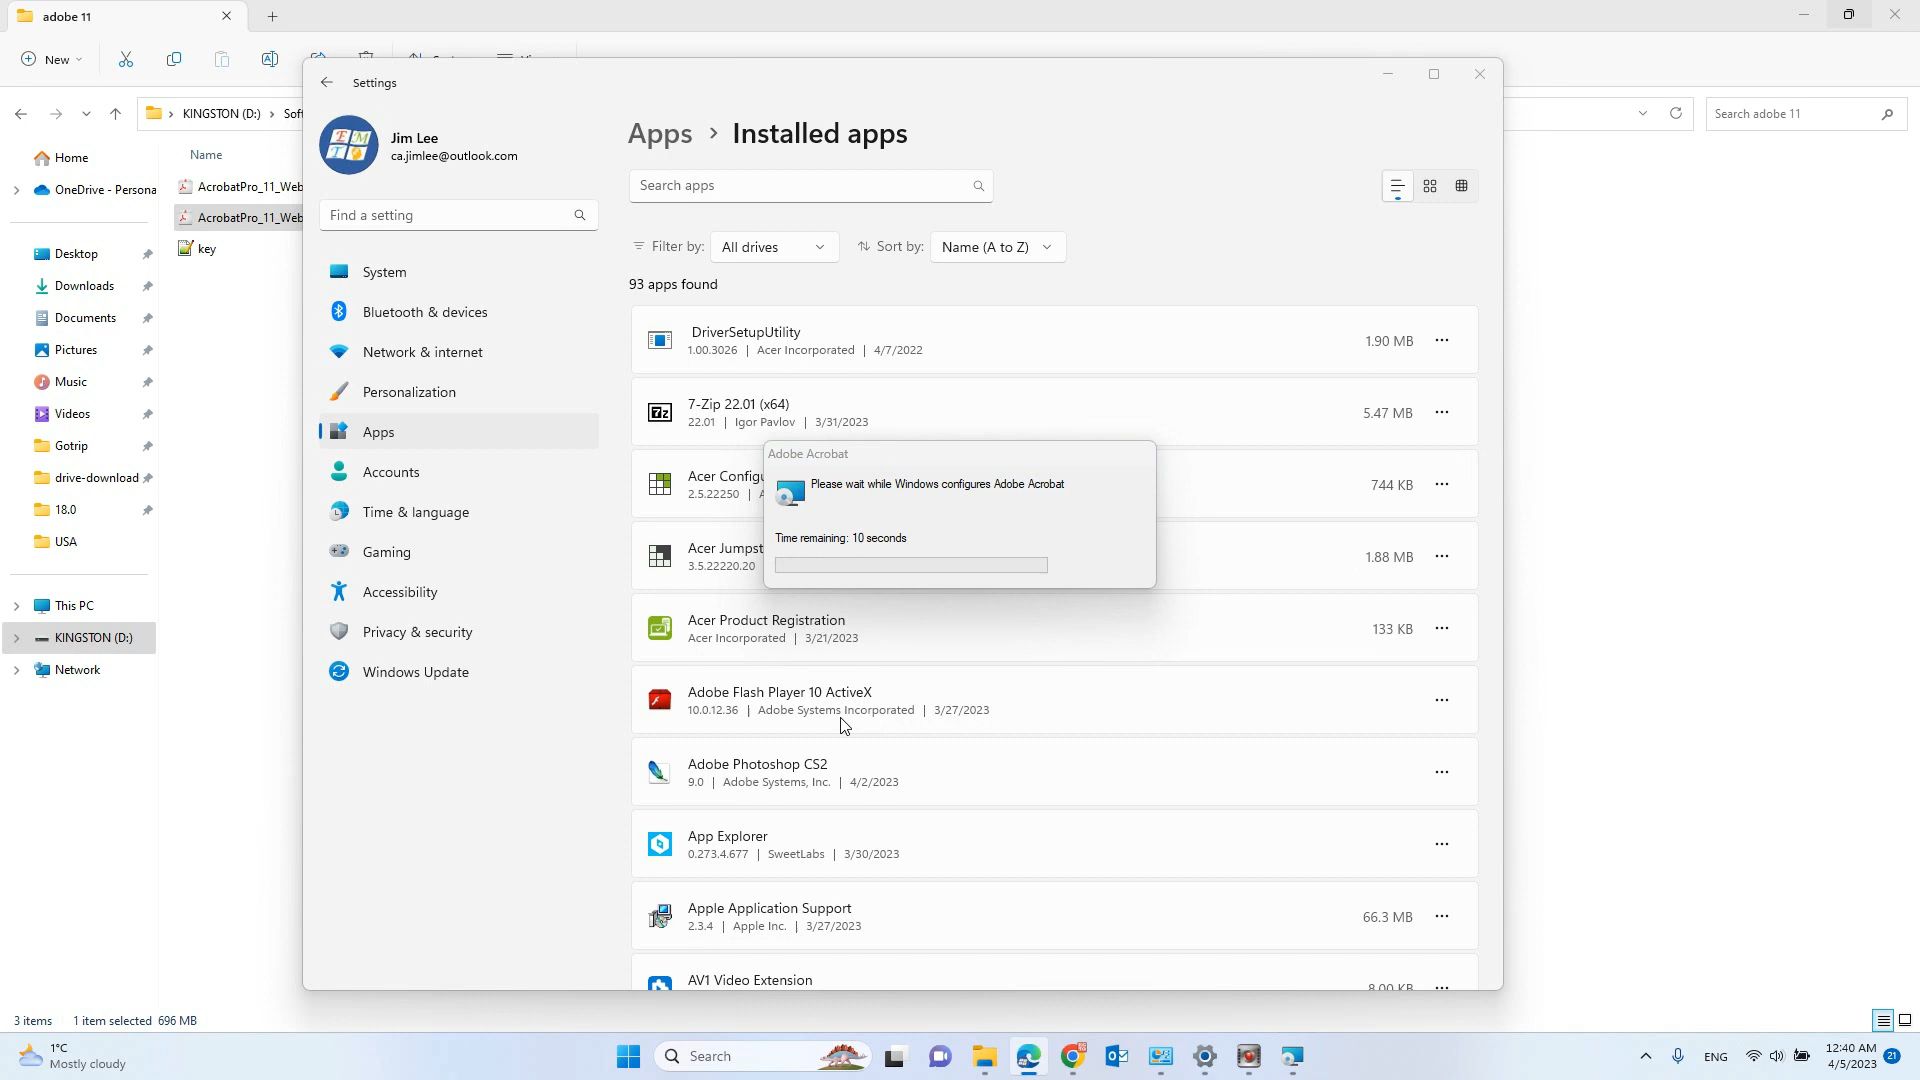 adobe 11
New
KINGSTON (D:)
Search adobe 11
Home
OneDrive - Persona
Desktop
Downloads
Documents
Pictures
Music
Videos
Gotrip
drive-download
18.0
USA
This PC
KINGSTON (D:)
Network
Name
AcrobatPro_11_Web
AcrobatPro_11_Web
key
Settings
Jim Lee
ca.jimlee@outlook.com
Find a setting
System
Bluetooth & devices
Network & internet
Personalization
Apps
Accounts
Time & language
Gaming
Accessibility
Privacy & security
Windows Update
Apps > Installed apps
Search apps
Filter by: All drives
Sort by: Name (A to Z)
93 apps found
DriverSetupUtility
1.00.3026 | Acer Incorporated | 4/7/2022
1.90 MB
7-Zip 22.01 (x64)
22.01 | Igor Pavlov | 3/31/2023
5.47 MB
Acer Configu
2.5.22250 | A
744 KB
Acer Jumpst
3.5.22220.20
1.88 MB
Adobe Acrobat
Please wait while Windows configures Adobe Acrobat
Time remaining: 10 seconds
Acer Product Registration
Acer Incorporated | 3/21/2023
133 KB
Adobe Flash Player 10 ActiveX
10.0.12.36 | Adobe Systems Incorporated | 3/27/2023
Adobe Photoshop CS2
9.0 | Adobe Systems, Inc. | 4/2/2023
App Explorer
0.273.4.677 | SweetLabs | 3/30/2023
Apple Application Support
2.3.4 | Apple Inc. | 3/27/2023
66.3 MB
AV1 Video Extension
8.00 KB
3 items 1 item selected 696 MB
1°C
Mostly cloudy
Search
ENG
12:40 AM
4/5/2023
21